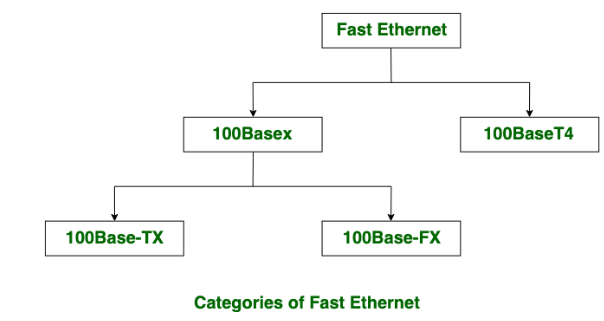 Fast Ethernet
100Basex
100BaseT4
100Base-TX
100Base-FX
Categories of Fast Ethernet